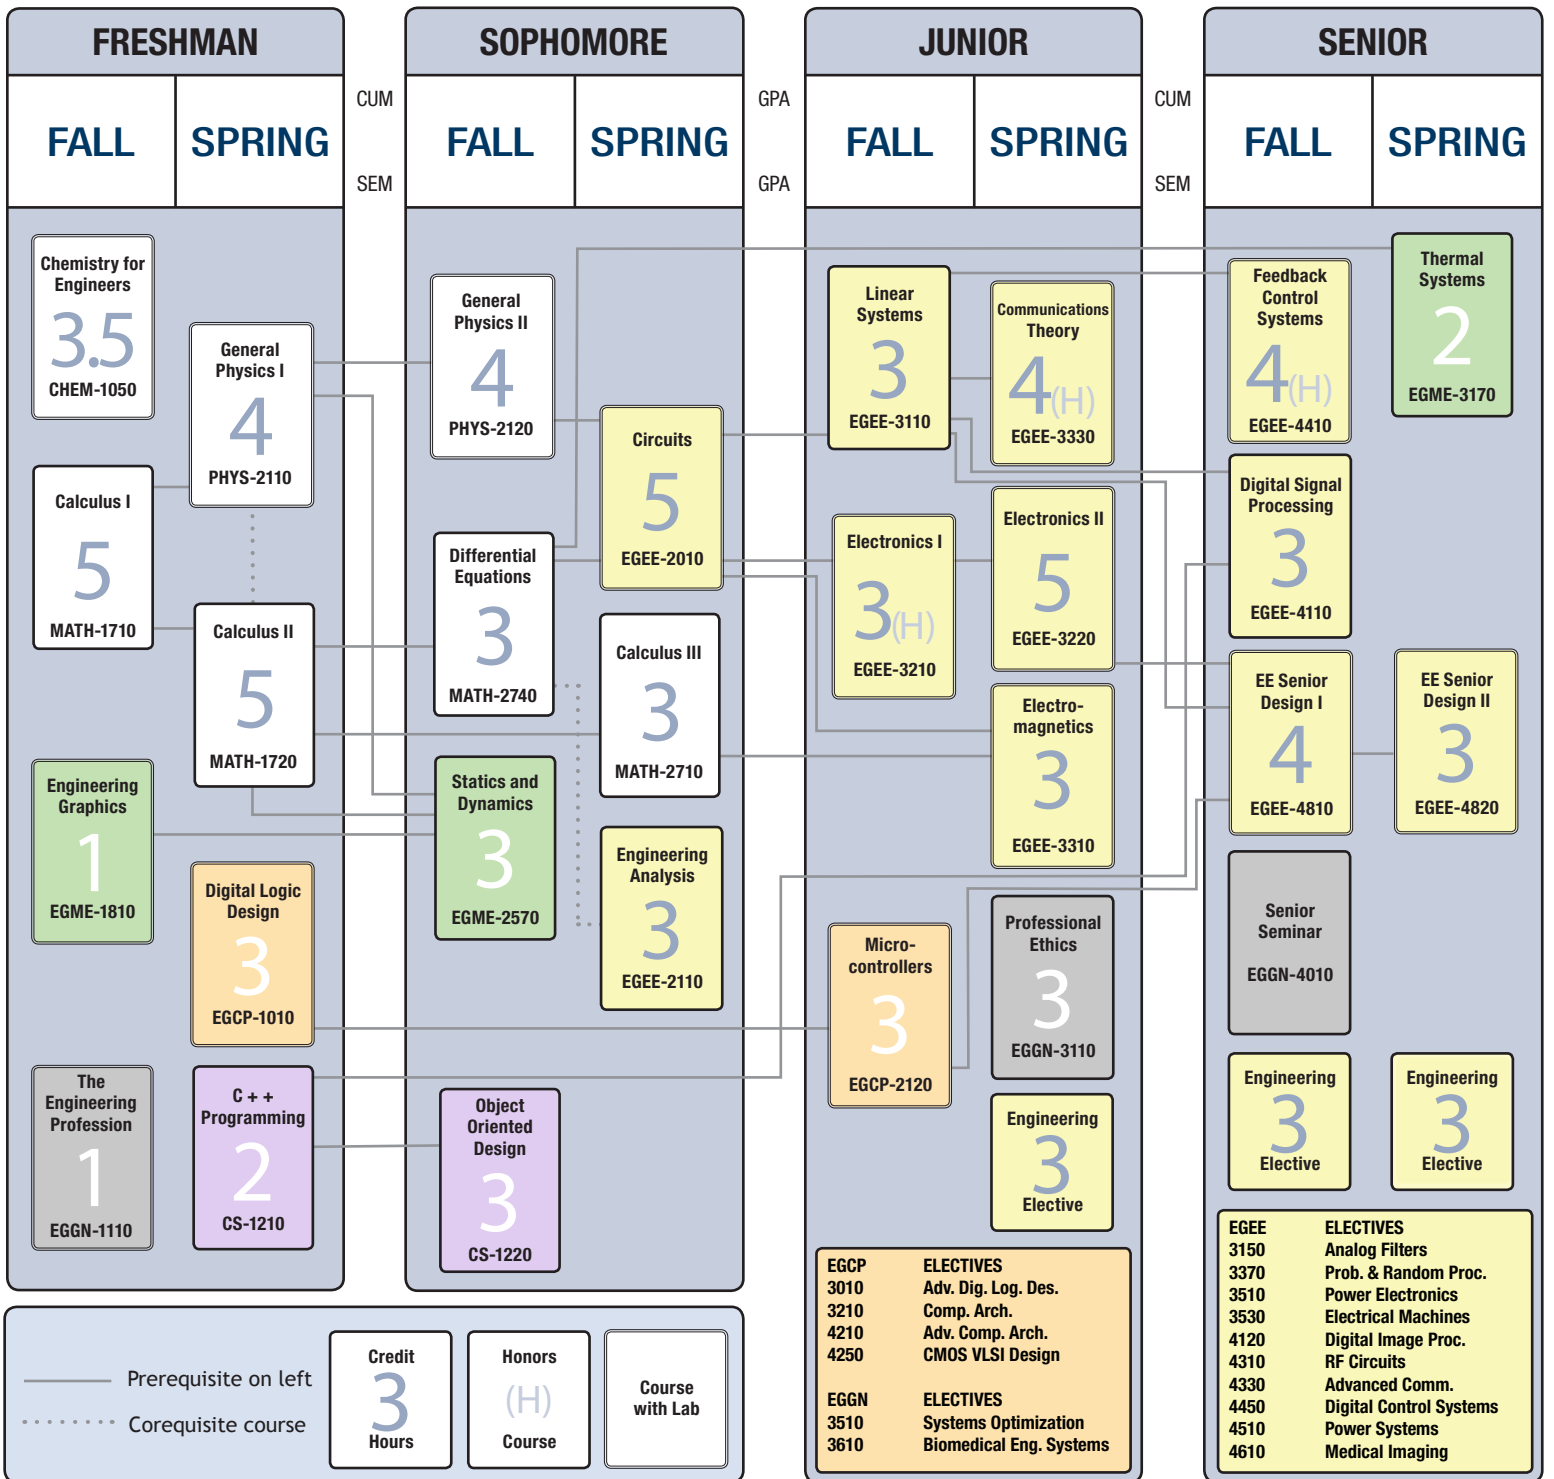 FRESHMAN
FALL
SPRING
Chemistry for
Engineers
3.5
CHEM-1050
Calculus I
5
MATH-1710
Engineering
Graphics
1
EGME-1810
The
Engineering
Profession
1
EGGN-1110
General
Physics I
4
PHYS-2110
Calculus II
5
MATH-1720
Digital Logic
Design
3
EGCP-1010
C + +
Programming
2
CS-1210
CUM
SEM
SOPHOMORE
FALL
SPRING
General
Physics II
4
PHYS-2120
Differential
Equations
3
MATH-2740
Statics and
Dynamics
3
EGME-2570
Object
Oriented
Design
3
CS-1220
Circuits
5
EGEE-2010
Calculus III
3
MATH-2710
Engineering
Analysis
3
EGEE-2110
GPA
GPA
JUNIOR
FALL
SPRING
Linear
Systems
3
EGEE-3110
Electronics I
3(H)
EGEE-3210
Micro-
controllers
3
EGCP-2120
Communications
Theory
4(H)
EGEE-3330
Electronics II
5
EGEE-3220
Electro-
magnetics
3
EGEE-3310
Professional
Ethics
3
EGGN-3110
Engineering
3
Elective
EGCP ELECTIVES
3010 Adv. Dig. Log. Des.
3210 Comp. Arch.
4210 Adv. Comp. Arch.
4250 CMOS VLSI Design
EGGN ELECTIVES
3510 Systems Optimization
3610 Biomedical Eng. Systems
CUM
SEM
SENIOR
FALL
SPRING
Feedback
Control
Systems
4(H)
EGEE-4410
Digital Signal
Processing
3
EGEE-4110
EE Senior
Design I
4
EGEE-4810
Senior
Seminar
EGGN-4010
Engineering
3
Elective
Thermal
Systems
2
EGME-3170
EE Senior
Design II
3
EGEE-4820
Engineering
3
Elective
EGEE ELECTIVES
3150 Analog Filters
3370 Prob. & Random Proc.
3510 Power Electronics
3530 Electrical Machines
4120 Digital Image Proc.
4310 RF Circuits
4330 Advanced Comm.
4450 Digital Control Systems
4510 Power Systems
4610 Medical Imaging
Prerequisite on left
Corequisite course
Credit
3
Hours
Honors
(H)
Course
Course
with Lab